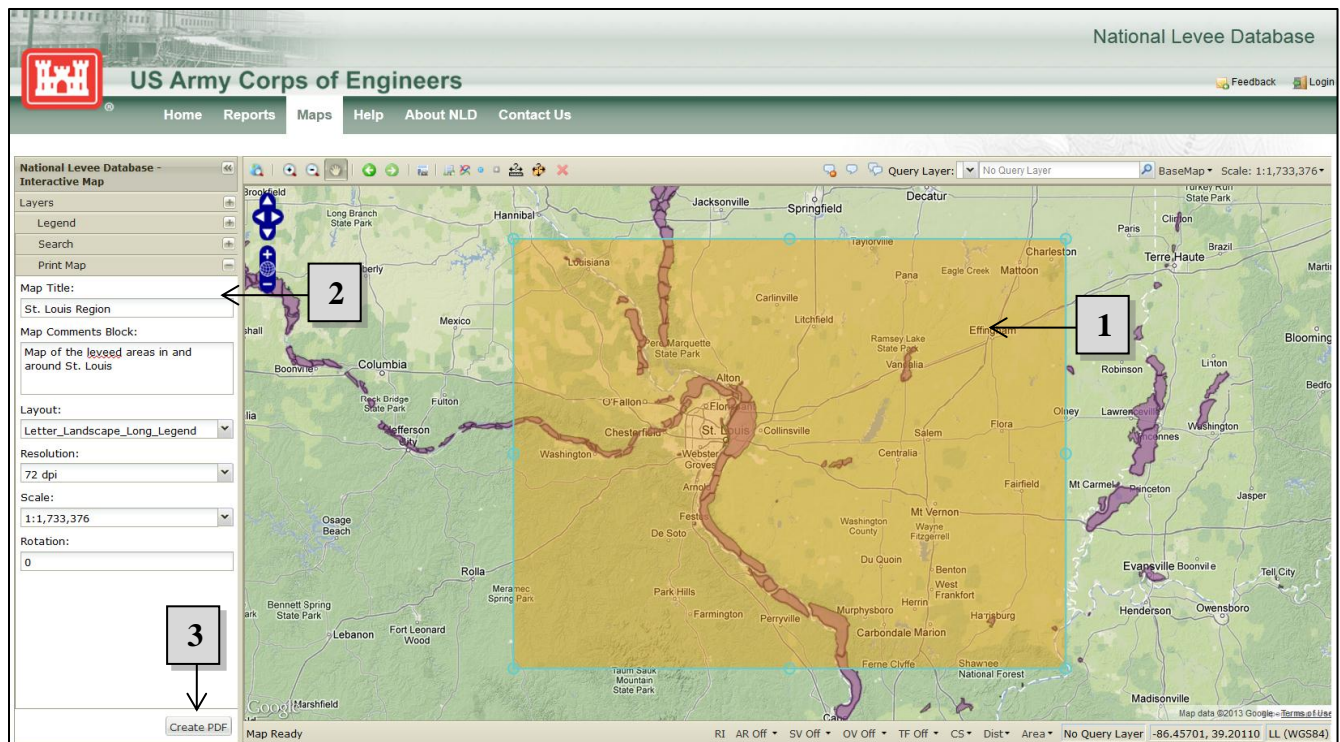 National Levee Database
US Army Corps of Engineers
®
Feedback Login
Home Reports Maps Help About NLD Contact Us
National Levee Database -
Interactive Map
Query Layer: No Query Layer BaseMap Scale: 1:1,733,376
Layers
Legend
Search
Print Map
Map Title:
St. Louis Region
Map Comments Block:
Map of the leveed areas in and
around St. Louis
Layout:
Letter_Landscape_Long_Legend
Resolution:
72 dpi
Scale:
1:1,733,376
Rotation:
0
Create PDF
1
2
3
Brookfield
Long Branch
State Park
Hannibal
Jacksonville
Springfield
Decatur
Turkey Run
State Park
Clinton
Paris
Brazil
Terre Haute
Martin
Charleston
Taylorville
Louisiana
Pana
Eagle Creek
Mattoon
berly
Carlinville
Litchfield
Effingham
Mexico
shall
Pere Marquette
State Park
Ramsey Lake
State Park
Vandalia
Robinson
Linton
Blooming
Boonville
Columbia
Alton
Bedfo
Rock Bridge
State Park
Fulton
O'Fallon
Florissant
Olney
Lawrenceville
Washington
lia
Jefferson
City
Chesterfield
St. Louis
Collinsville
Salem
Flora
Vincennes
Washington
Webster
Groves
Centralia
Arnold
Fairfield
Mt Carmel
Princeton
Jasper
Osage
Beach
Festus
De Soto
Washington
County
Mt Vernon
Wayne
Fitzgerrell
Rolla
Du Quoin
Benton
Evansville
Boonville
Tell City
Meramec
Spring Park
Park Hills
West
Frankfort
Bennett Spring
State Park
ark
Farmington
Perryville
Murphysboro
Herrin
Harrisburg
Henderson
Owensboro
Lebanon
Fort Leonard
Wood
Carbondale
Marion
Taum Sauk
Mountain
State Park
Ferne Clyffe
Shawnee
National Forest
Marshfield
Madisonville
Google
Cap
Map data ©2013 Google - Terms of Use
Map Ready RI AR Off SV Off OV Off TF Off CS Dist Area No Query Layer -86.45701, 39.20110 LL (WGS84)